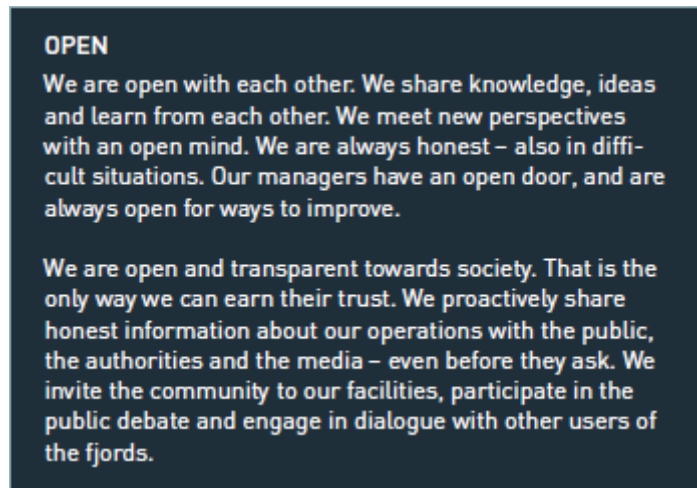 OPEN
We are open with each other. We share knowledge, ideas
and learn from each other. We meet new perspectives
with an open mind. We are always honest – also in diffi-
cult situations. Our managers have an open door, and are
always open for ways to improve.
We are open and transparent towards society. That is the
only way we can earn their trust. We proactively share
honest information about our operations with the public,
the authorities and the media – even before they ask. We
invite the community to our facilities, participate in the
public debate and engage in dialogue with other users of
the fjords.